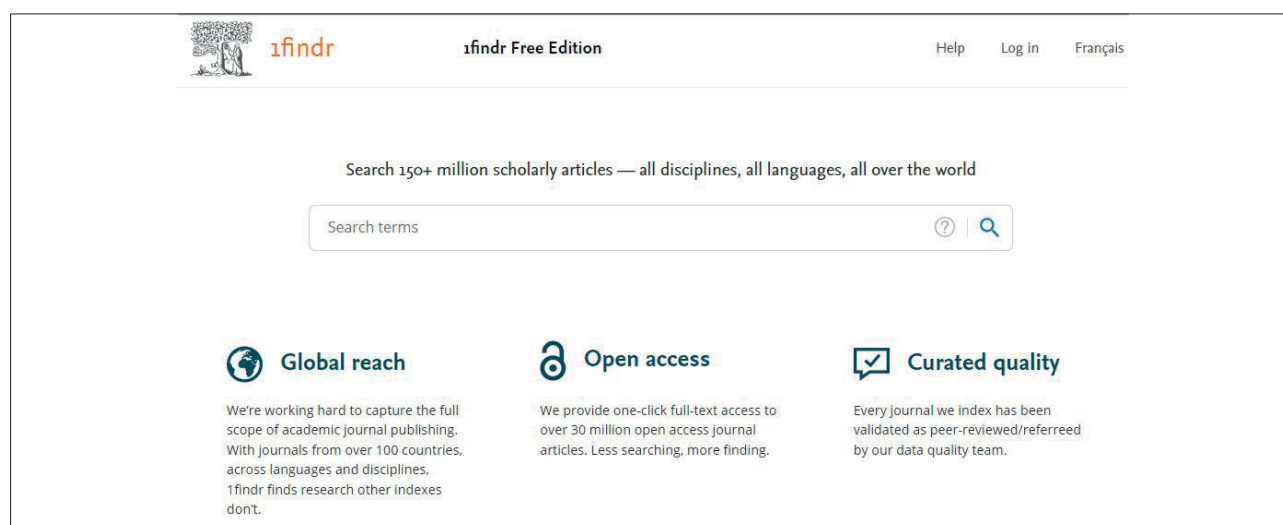 1findr
1findr Free Edition
Help
Log in
Français
Search 150+ million scholarly articles — all disciplines, all languages, all over the world
Search terms
?
Global reach
We're working hard to capture the full
scope of academic journal publishing.
With journals from over 100 countries,
across languages and disciplines,
1findr finds research other indexes
don't.
Open access
We provide one-click full-text access to
over 30 million open access journal
articles. Less searching, more finding.
Curated quality
Every journal we index has been
validated as peer-reviewed/referreed
by our data quality team.